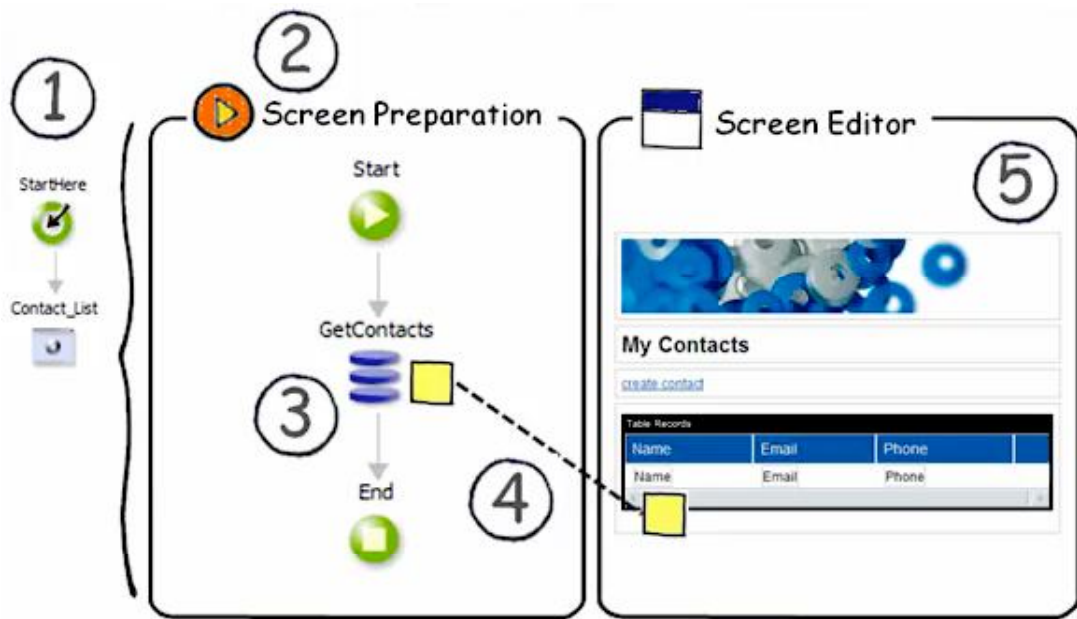 1
StartHere
Contact_List
2
Screen Preparation
Start
GetContacts
3
End
4
Screen Editor
5
My Contacts
create contact
Table Records
Name Email Phone
Name Email Phone